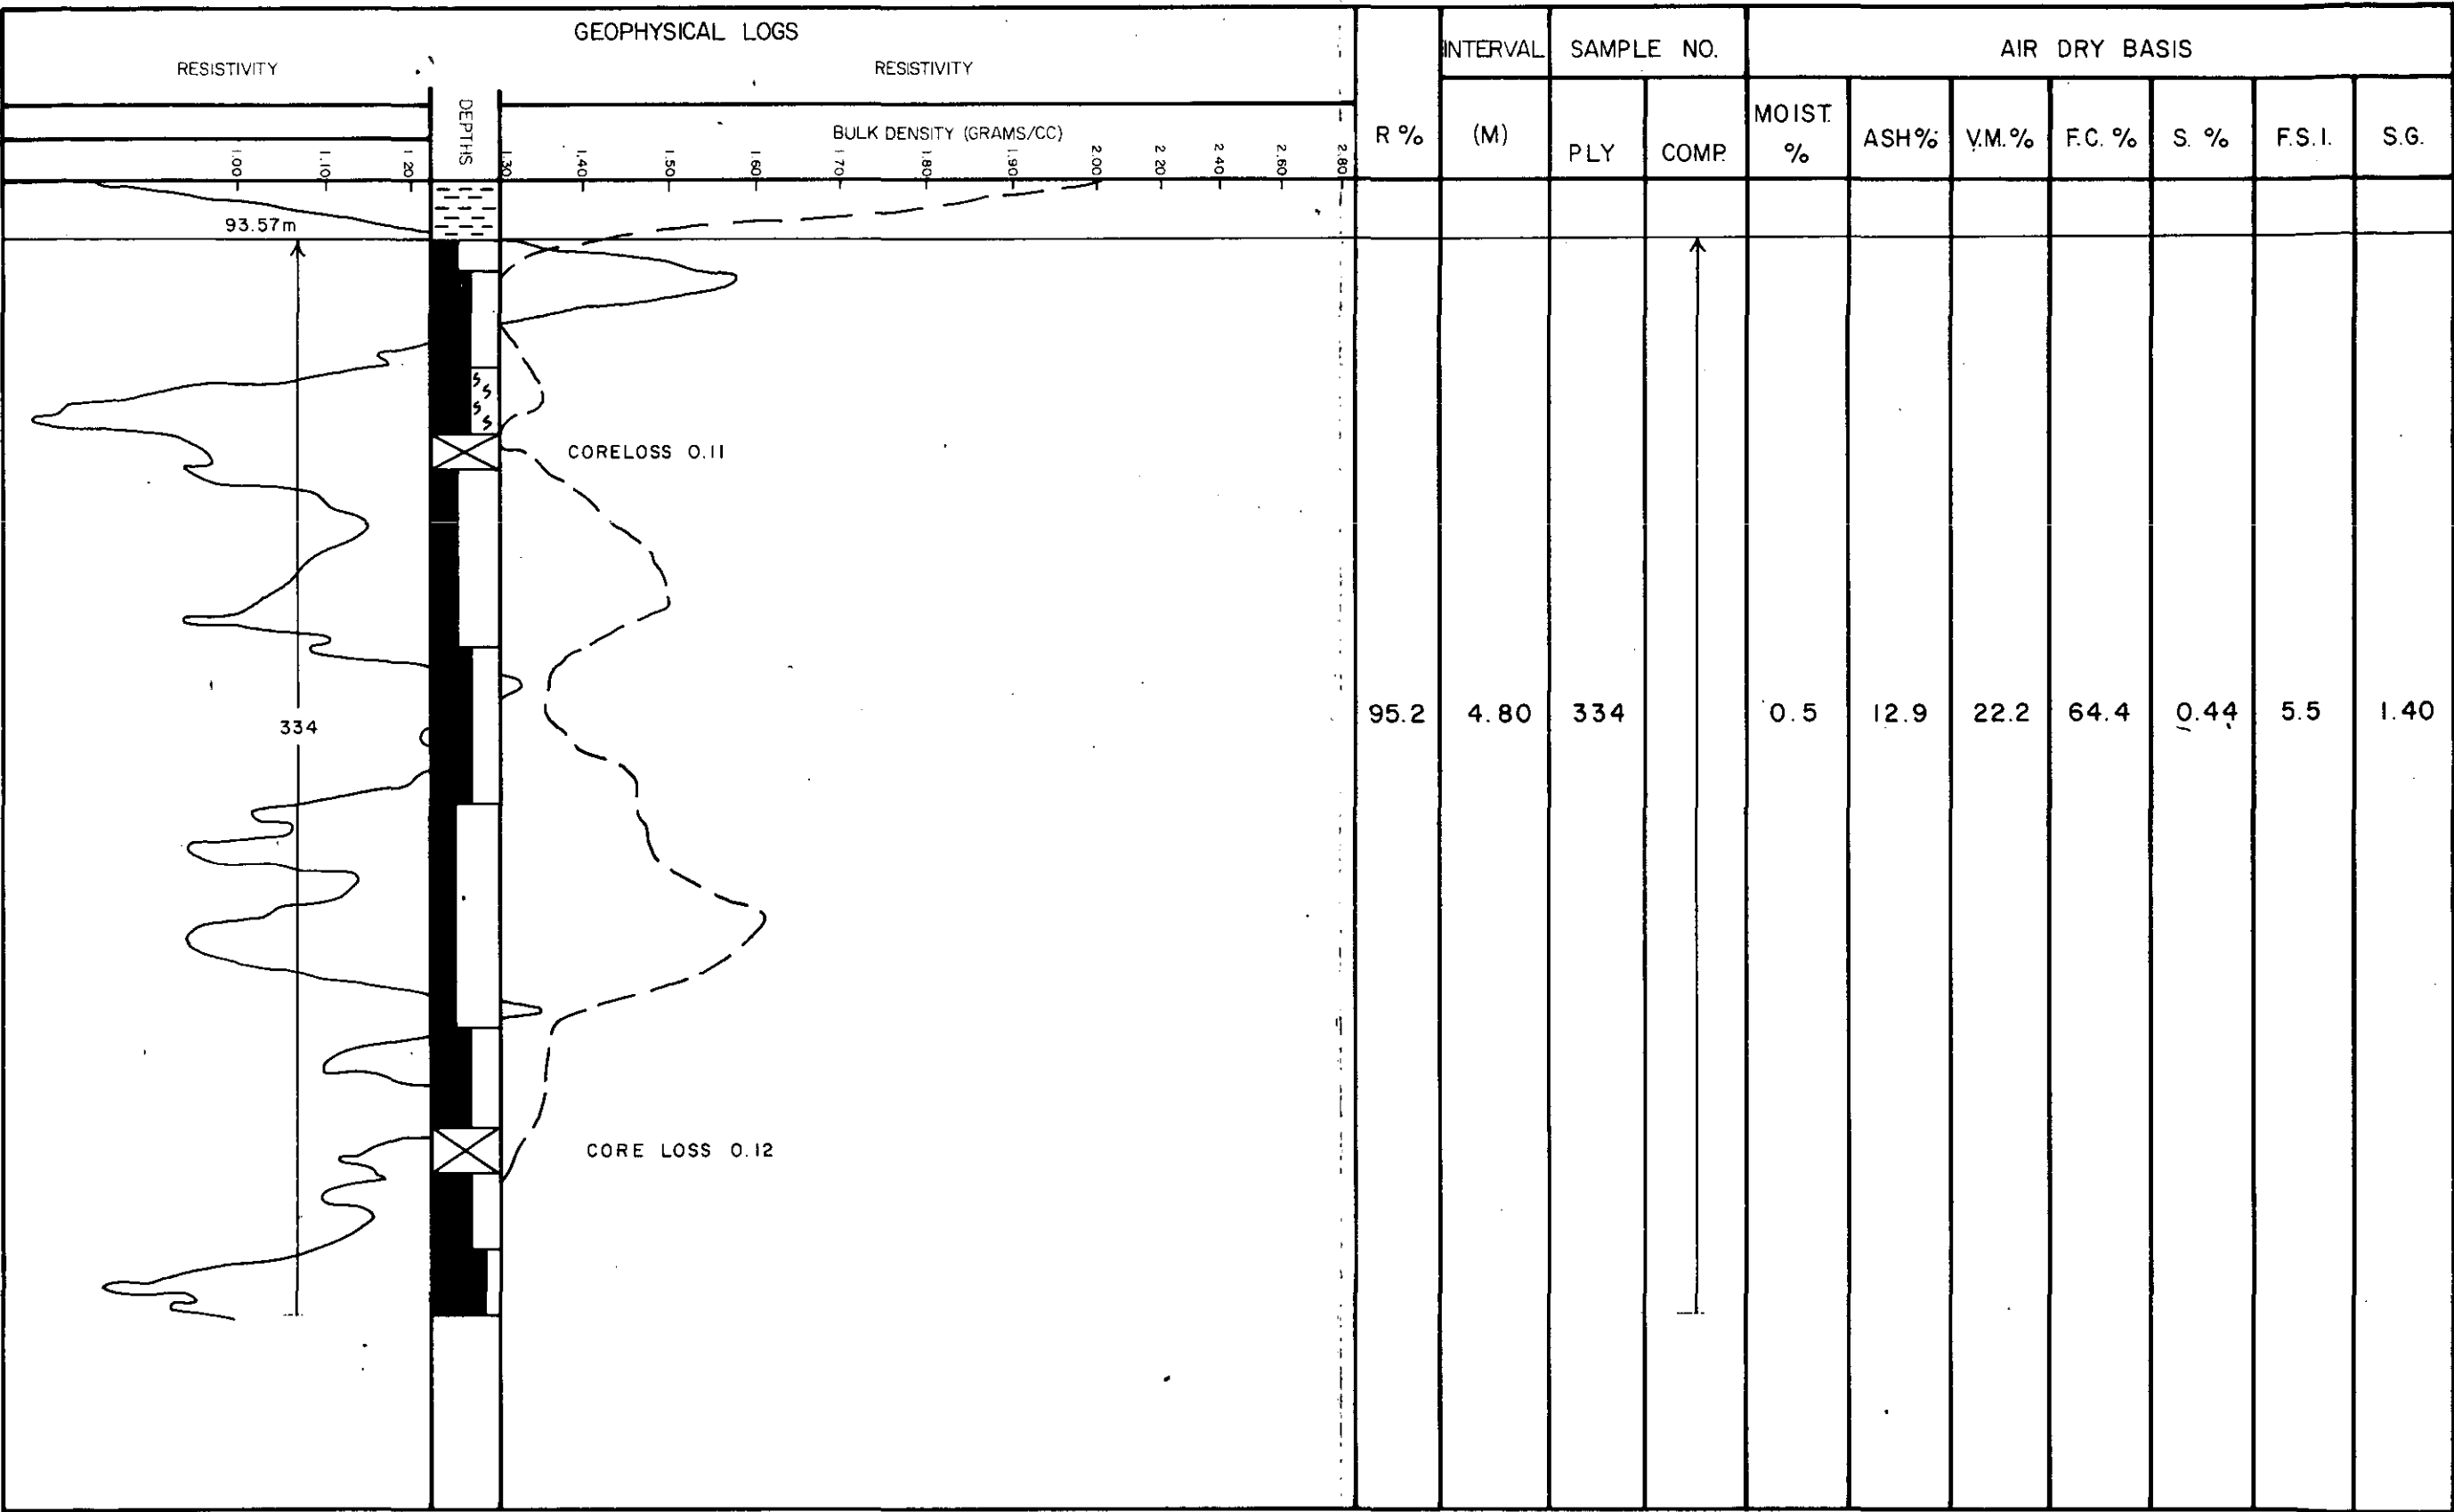 GEOPHYSICAL LOGS
RESISTIVITY
RESISTIVITY
DEPTHS
BULK DENSITY (GRAMS/CC)
1.00 1.10 1.20 1.30 1.40 1.50 1.60 1.70 1.80 1.90 2.00 2.20 2.40 2.60 2.80
R %
INTERVAL
(M)
SAMPLE NO.
PLY
COMP.
AIR DRY BASIS
MOIST.
%
ASH %
V.M. %
F.C. %
S. %
F.S.I.
S.G.
93.57m
CORELOSS 0.11
334
95.2 4.80 334 0.5 12.9 22.2 64.4 0.44 5.5 1.40
CORE LOSS 0.12